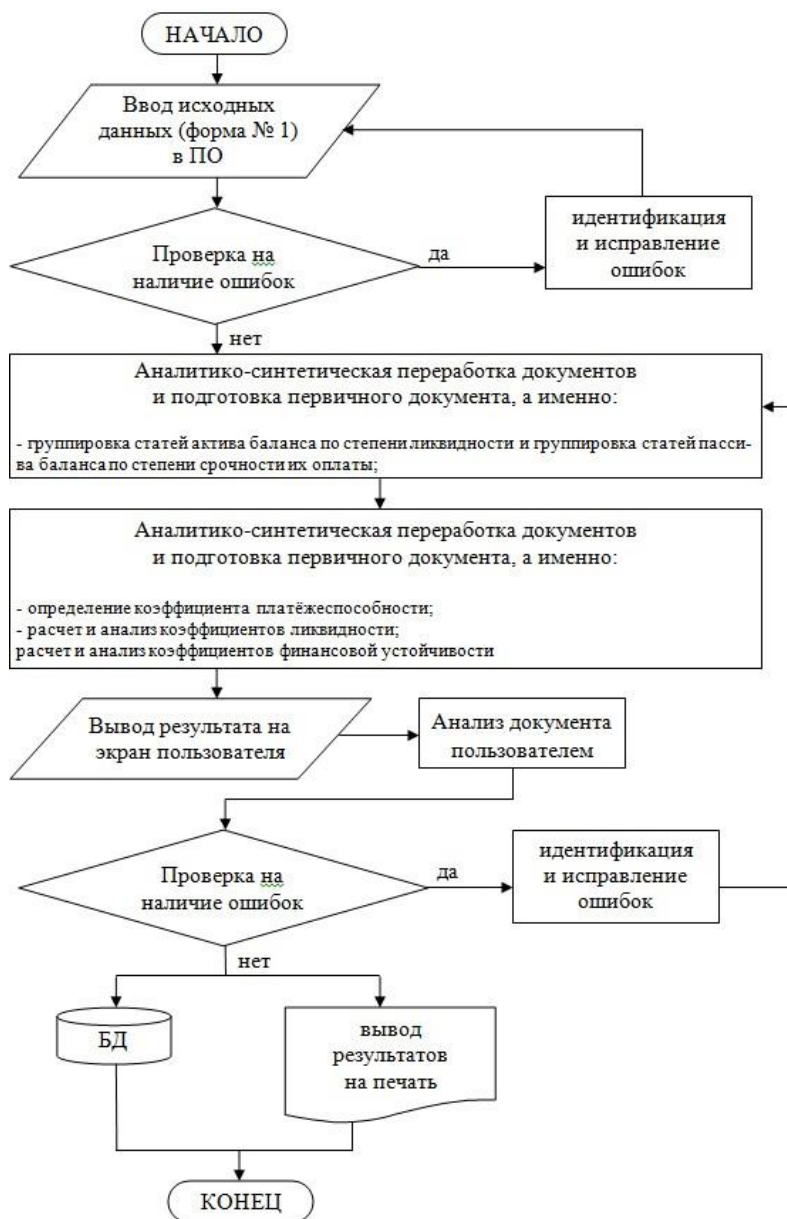 НАЧАЛО
Ввод исходных
данных (форма № 1)
в ПО
идентификация
и исправление
ошибок
Проверка на
наличие ошибок
да
нет
Аналитико-синтетическая переработка документов
и подготовка первичного документа, а именно:
- группировка статей актива баланса по степени ликвидности и группировка статей пасси-
ва баланса по степени срочности их оплаты;
Аналитико-синтетическая переработка документов
и подготовка первичного документа, а именно:
- определение коэффициента платёжеспособности;
- расчет и анализ коэффициентов ликвидности;
расчет и анализ коэффициентов финансовой устойчивости
Вывод результата на
экран пользователя
Анализ документа
пользователем
Проверка на
наличие ошибок
да
идентификация
и исправление
ошибок
нет
БД
вывод
результатов
на печать
КОНЕЦ